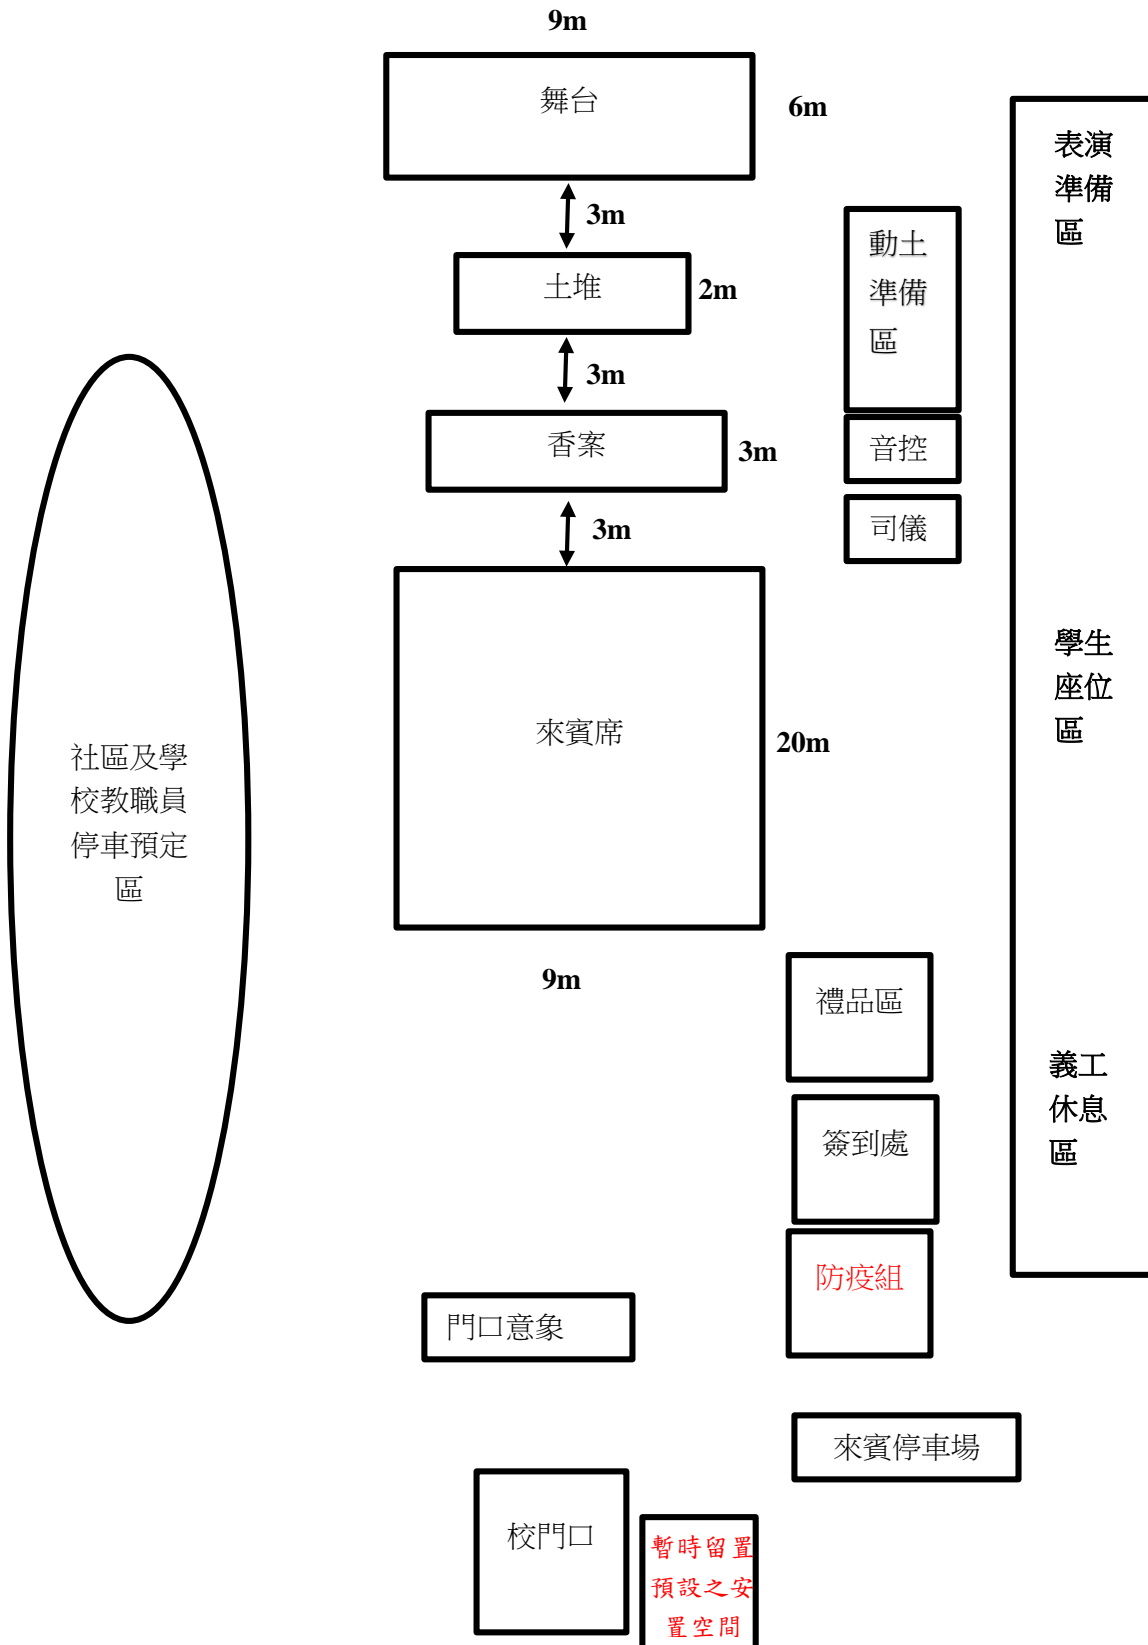 9m
舞台
6m
表演
準備
區
3m
動土
準備
區
土堆
2m
3m
香案
3m
音控
3m
司儀
學生
座位
區
來賓席
20m
社區及學
校教職員
停車預定
區
9m
禮品區
義工
休息
區
簽到處
防疫組
門口意象
來賓停車場
校門口
暫時留置
預設之安
置空間